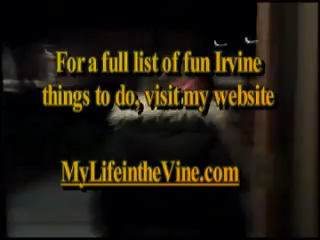 For a full list of fun Irvine
things to do, visit my website
MyLifeintheVine.com